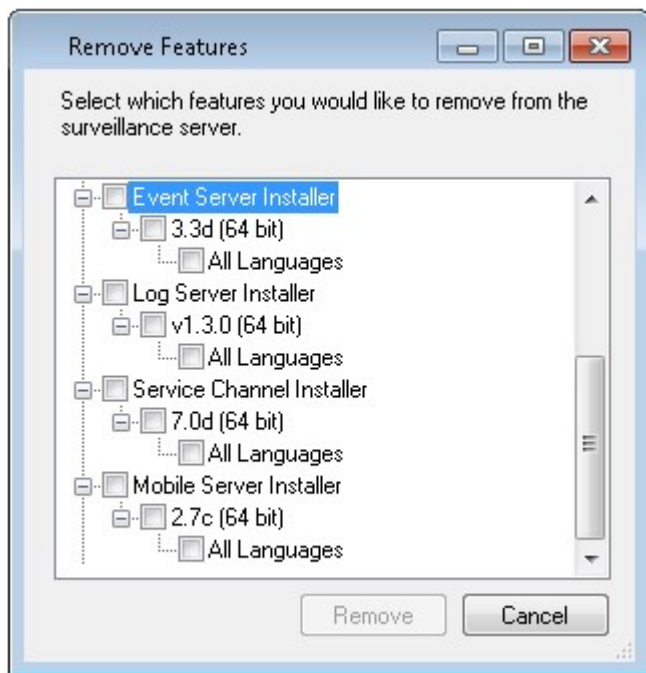 Remove Features
Select which features you would like to remove from the
surveillance server.
Event Server Installer
3.3d (64 bit)
All Languages
Log Server Installer
v1.3.0 (64 bit)
All Languages
Service Channel Installer
7.0d (64 bit)
All Languages
Mobile Server Installer
2.7c (64 bit)
All Languages
Remove
Cancel